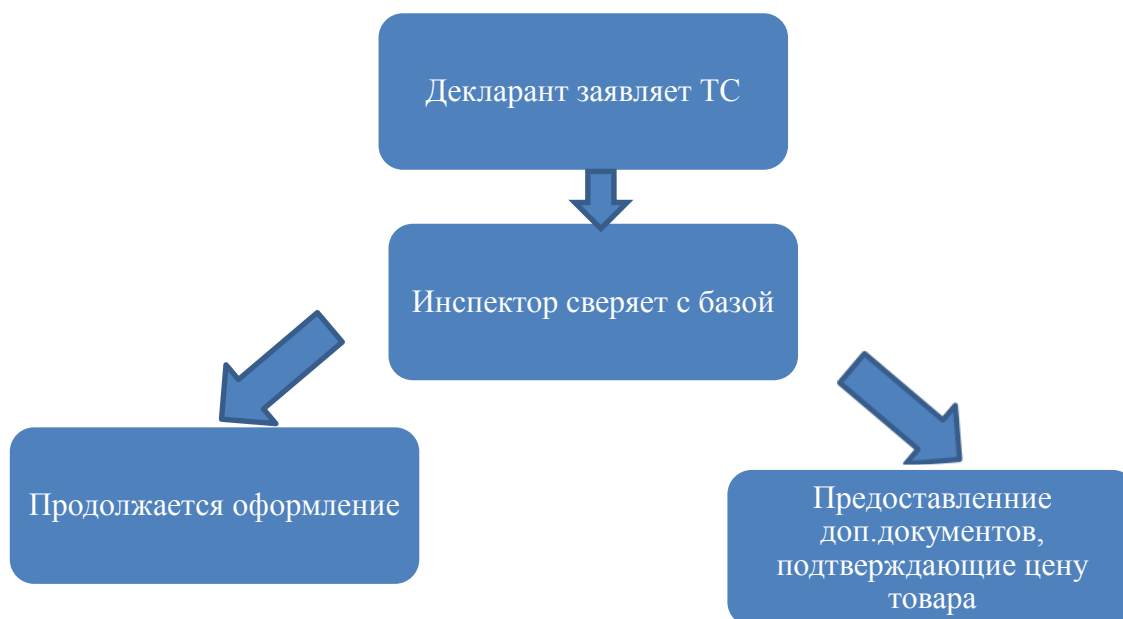 Декларант заявляет ТС
Инспектор сверяет с базой
Продолжается оформление
Предоставленние
доп.документов,
подтверждающие цену
товара